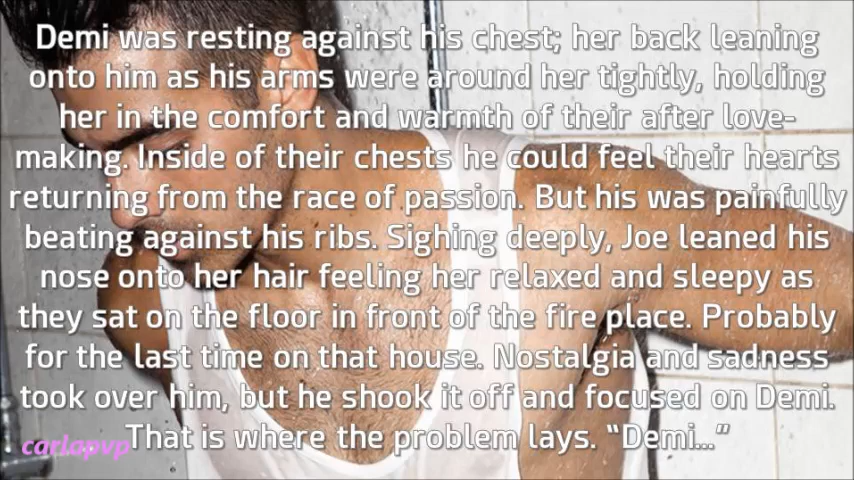 Demi was resting against his chest; her back leaning
onto him as his arms were around her tightly, holding
her in the comfort and warmth of their after love-
making. Inside of their chests he could feel their hearts
returning from the race of passion. But his was painfully
beating against his ribs. Sighing deeply, Joe leaned his
nose onto her hair feeling her relaxed and sleepy as
they sat on the floor in front of the fire place. Probably
for the last time on that house. Nostalgia and sadness
took over him, but he shook it off and focused on Demi.
That is where the problem lays. “Demi...”
carlapvp